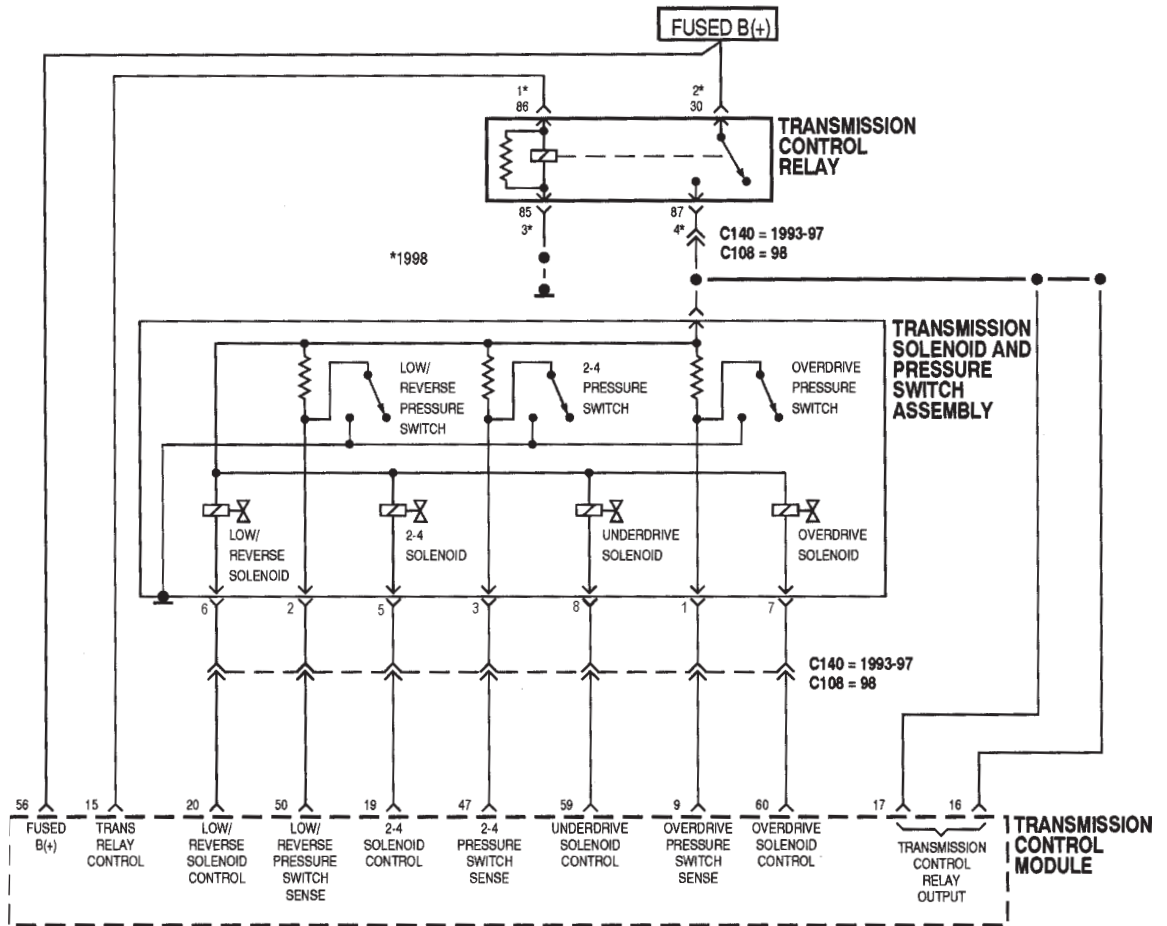 FUSED B(+)
1*
86
2*
30
TRANSMISSION
CONTROL
RELAY
85
3*
87
4*
C140 = 1993-97
C108 = 98
*1998
TRANSMISSION
SOLENOID AND
PRESSURE
SWITCH
ASSEMBLY
LOW/
REVERSE
PRESSURE
SWITCH
2-4
PRESSURE
SWITCH
OVERDRIVE
PRESSURE
SWITCH
LOW/
REVERSE
SOLENOID
2-4
SOLENOID
UNDERDRIVE
SOLENOID
OVERDRIVE
SOLENOID
6 2 5 3 8 1 7
C140 = 1993-97
C108 = 98
56 15 20 50 19 47 59 9 60 17 16
FUSED
B(+)
TRANS
RELAY
CONTROL
LOW/
REVERSE
SOLENOID
CONTROL
LOW/
REVERSE
PRESSURE
SWITCH
SENSE
2-4
SOLENOID
CONTROL
2-4
PRESSURE
SWITCH
SENSE
UNDERDRIVE
SOLENOID
CONTROL
OVERDRIVE
PRESSURE
SWITCH
SENSE
OVERDRIVE
SOLENOID
CONTROL
TRANSMISSION
CONTROL
RELAY
OUTPUT
TRANSMISSION
CONTROL
MODULE